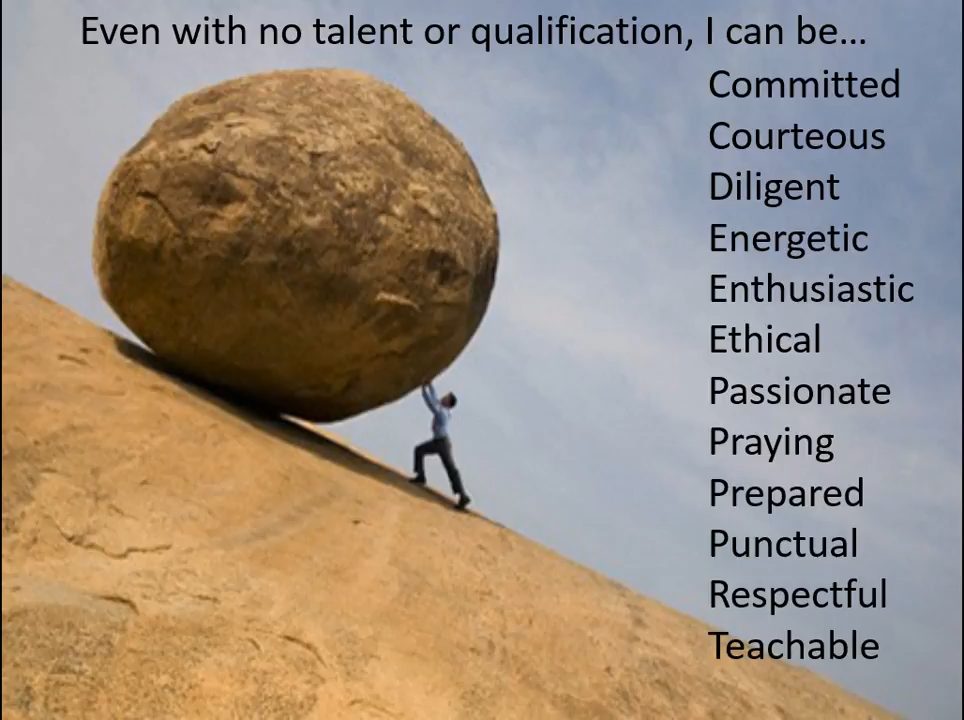 Even with no talent or qualification, I can be...
Committed
Courteous
Diligent
Energetic
Enthusiastic
Ethical
Passionate
Praying
Prepared
Punctual
Respectful
Teachable